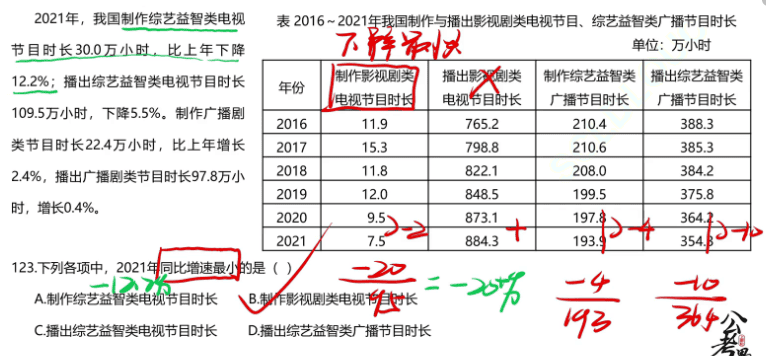 2021年，我国制作综艺益智类电视
节目时长30.0万小时，比上年下降
12.2%；播出综艺益智类电视节目时长
109.5万小时，下降5.5%。制作广播剧
类节目时长22.4万小时，比上年增长
2.4%，播出广播剧类节目时长97.8万小
时，增长0.4%。
表 2016～2021年我国制作与播出影视剧类电视节目、综艺益智类广播节目时长
下降最快
单位：万小时
年份 制作影视剧类电视节目时长 播出影视剧类电视节目时长 制作综艺益智类广播节目时长 播出综艺益智类广播节目时长
2016 11.9 765.2 210.4 388.3
2017 15.3 798.8 210.6 385.3
2018 11.8 822.1 208.0 384.2
2019 12.0 848.5 199.5 375.8
2020 9.5 873.1 197.8 364.2
2021 7.5 884.3 193.9 354.3
-2 + -4 -10
123.下列各项中，2021年同比增速最小的是（ ）
-12.2%
A.制作综艺益智类电视节目时长 B.制作影视剧类电视节目时长
C.播出综艺益智类电视节目时长 D.播出综艺益智类广播节目时长
-20
95
=-20+%
-4
193
-10
364
公考